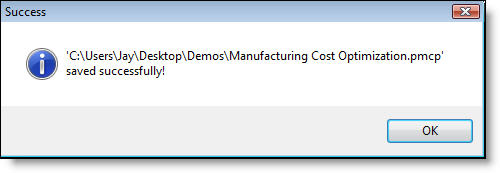 Success
'C:\Users\Jay\Desktop\Demos\Manufacturing Cost Optimization.pmcp'
saved successfully!
OK